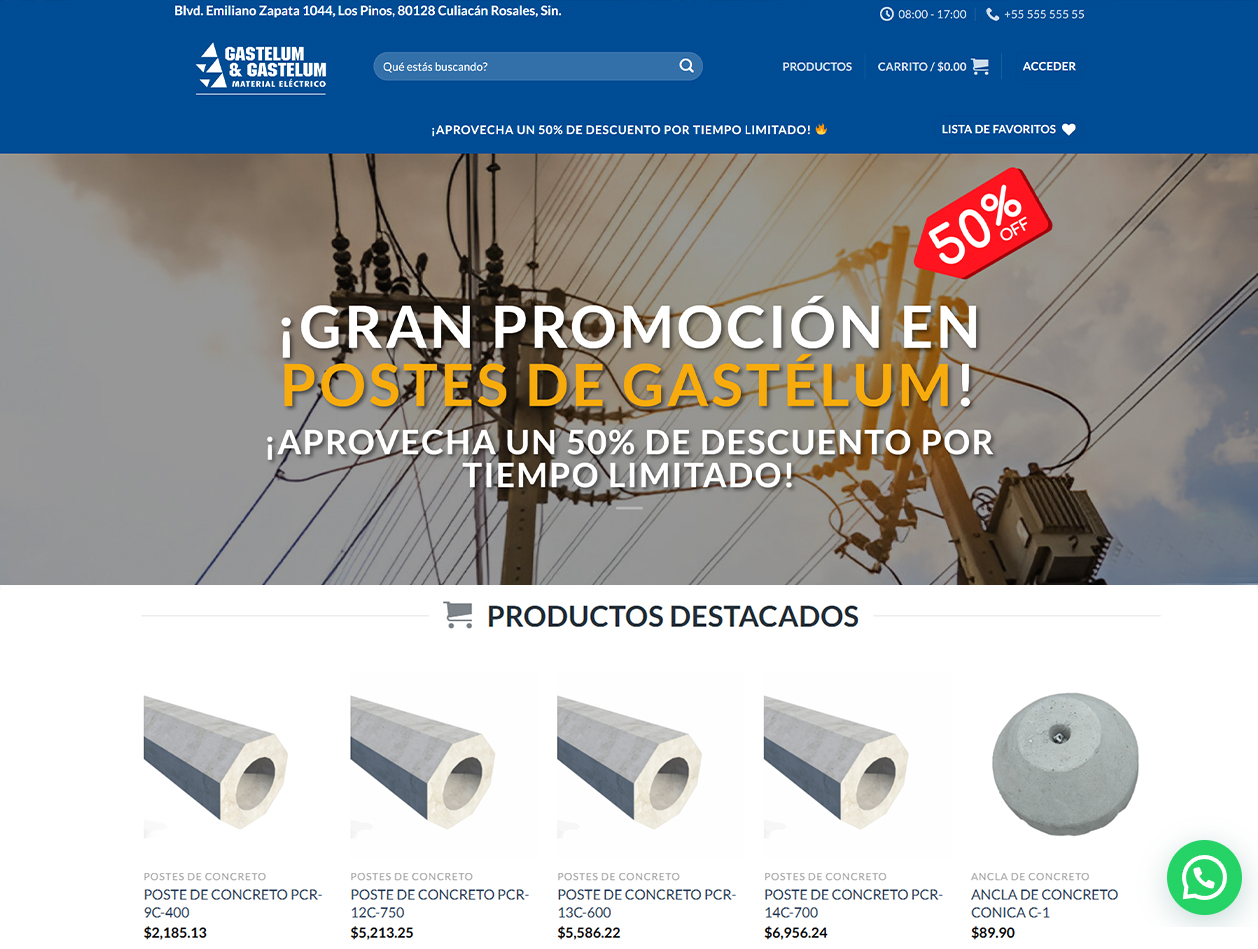 Blvd. Emiliano Zapata 1044, Los Pinos, 80128 Culiacán Rosales, Sin.
08:00 - 17:00
+55 555 555 55
GASTELUM
& GASTELUM
MATERIAL ELÉCTRICO
Qué estás buscando?
PRODUCTOS
CARRITO / $0.00
ACCEDER
¡APROVECHA UN 50% DE DESCUENTO POR TIEMPO LIMITADO! 🔥
LISTA DE FAVORITOS
50%
OFF
¡GRAN PROMOCIÓN EN
POSTES DE GASTÉLUM!
¡APROVECHA UN 50% DE DESCUENTO POR
TIEMPO LIMITADO!
PRODUCTOS DESTACADOS
POSTES DE CONCRETO
POSTE DE CONCRETO PCR-
9C-400
$2,185.13
POSTES DE CONCRETO
POSTE DE CONCRETO PCR-
12C-750
$5,213.25
POSTES DE CONCRETO
POSTE DE CONCRETO PCR-
13C-600
$5,586.22
POSTES DE CONCRETO
POSTE DE CONCRETO PCR-
14C-700
$6,956.24
ANCLA DE CONCRETO
ANCLA DE CONCRETO
CONICA C-1
$89.90